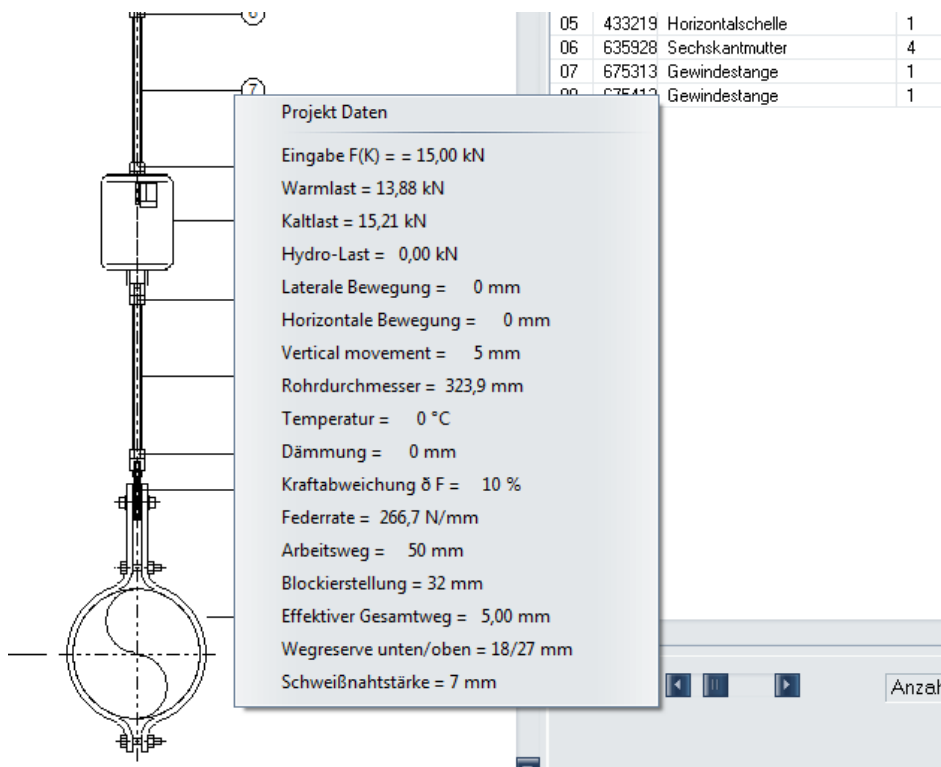 6
05 433219 Horizontalschelle 1
06 635928 Sechskantmutter 4
07 675313 Gewindestange 1
Gewindestange 1
7
Projekt Daten
Eingabe F(K) = = 15,00 kN
Warmlast = 13,88 kN
Kaltlast = 15,21 kN
Hydro-Last = 0,00 kN
Laterale Bewegung = 0 mm
Horizontale Bewegung = 0 mm
Vertical movement = 5 mm
Rohrdurchmesser = 323,9 mm
Temperatur = 0 °C
Dämmung = 0 mm
Kraftabweichung δ F = 10 %
Federrate = 266,7 N/mm
Arbeitsweg = 50 mm
Blockierstellung = 32 mm
Effektiver Gesamtweg = 5,00 mm
Wegreserve unten/oben = 18/27 mm
Schweißnahtstärke = 7 mm